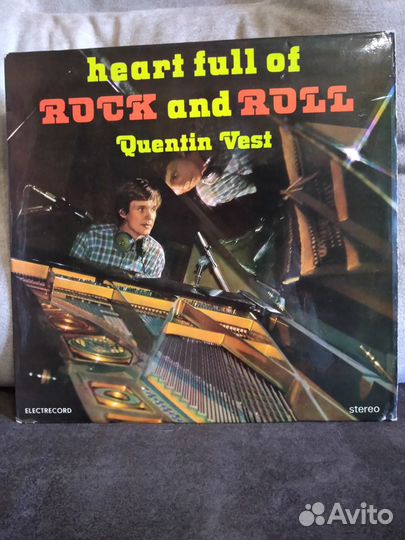 heart full of
ROCK and ROLL
Quentin Vest
ELECTRECORD
stereo
Avito